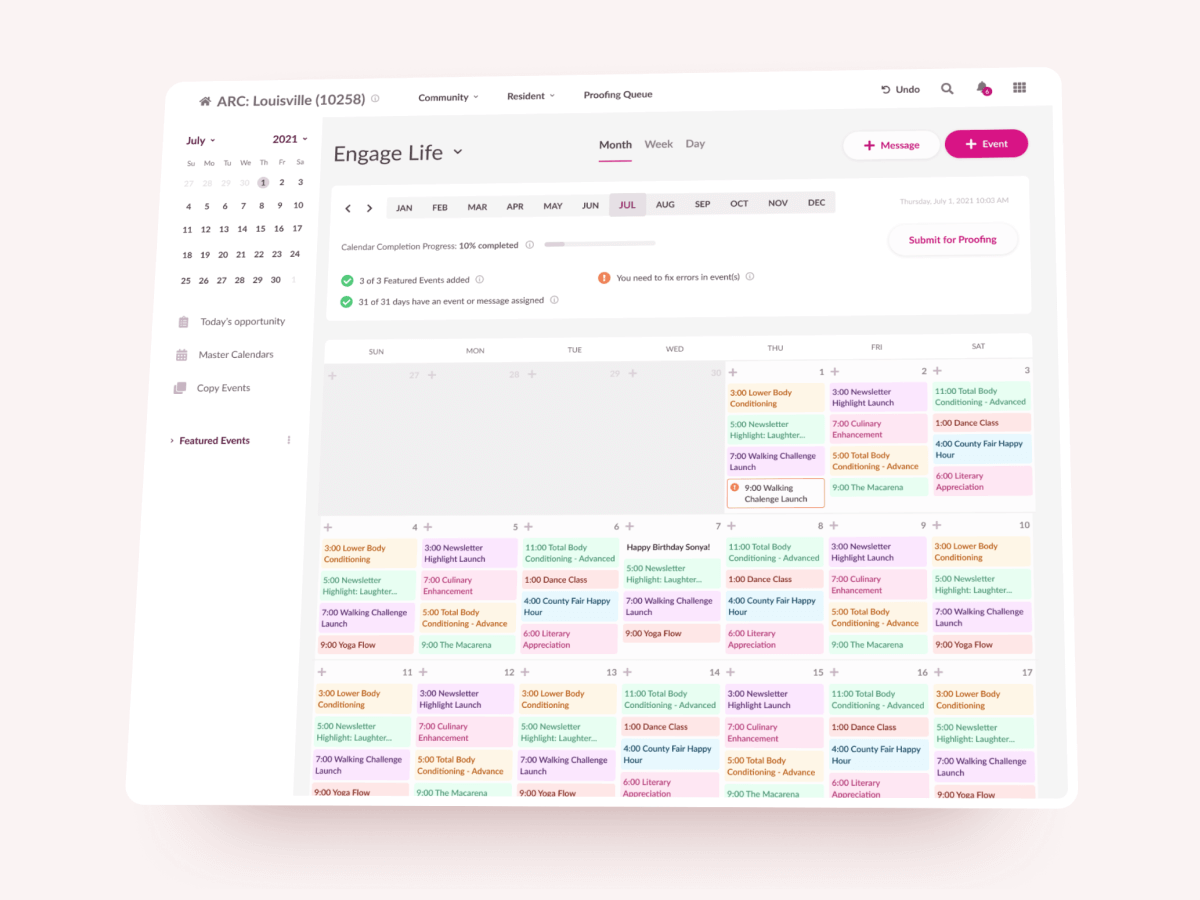 ARC: Louisville (10258)
Community
Resident
Proofing Queue
Undo
6
July
2021
Su Mo Tu We Th Fr Sa
27 28 29 30 1 2 3
4 5 6 7 8 9 10
11 12 13 14 15 16 17
18 19 20 21 22 23 24
25 26 27 28 29 30 1
Today's opportunity
Master Calendars
Copy Events
Featured Events
Engage Life
Month Week Day
Message
Event
JAN FEB MAR APR MAY JUN JUL AUG SEP OCT NOV DEC
Thursday, July 1, 2021 10:03 AM
Calendar Completion Progress: 10% completed
Submit for Proofing
3 of 3 Featured Events added
You need to fix errors in event(s)
31 of 31 days have an event or message assigned
SUN MON TUE WED THU FRI SAT
27
28
29
30
1
3:00 Lower Body
Conditioning
5:00 Newsletter
Highlight: Laughter...
7:00 Walking Challenge
Launch
9:00 Walking
Chalenge Launch
2
3:00 Newsletter
Highlight Launch
7:00 Culinary
Enhancement
5:00 Total Body
Conditioning - Advance
9:00 The Macarena
3
11:00 Total Body
Conditioning - Advanced
1:00 Dance Class
4:00 County Fair Happy
Hour
6:00 Literary
Appreciation
4
3:00 Lower Body
Conditioning
5:00 Newsletter
Highlight: Laughter...
7:00 Walking Challenge
Launch
9:00 Yoga Flow
5
3:00 Newsletter
Highlight Launch
7:00 Culinary
Enhancement
5:00 Total Body
Conditioning - Advance
9:00 The Macarena
6
11:00 Total Body
Conditioning - Advanced
1:00 Dance Class
4:00 County Fair Happy
Hour
6:00 Literary
Appreciation
7
Happy Birthday Sonya!
5:00 Newsletter
Highlight: Laughter...
7:00 Walking Challenge
Launch
9:00 Yoga Flow
8
11:00 Total Body
Conditioning - Advanced
1:00 Dance Class
4:00 County Fair Happy
Hour
6:00 Literary
Appreciation
9
3:00 Newsletter
Highlight Launch
7:00 Culinary
Enhancement
5:00 Total Body
Conditioning - Advance
9:00 The Macarena
10
3:00 Lower Body
Conditioning
5:00 Newsletter
Highlight: Laughter...
7:00 Walking Challenge
Launch
9:00 Yoga Flow
11
3:00 Lower Body
Conditioning
5:00 Newsletter
Highlight: Laughter...
7:00 Walking Challenge
Launch
9:00 Yoga Flow
12
3:00 Newsletter
Highlight Launch
7:00 Culinary
Enhancement
5:00 Total Body
Conditioning - Advance
9:00 The Macarena
13
3:00 Lower Body
Conditioning
5:00 Newsletter
Highlight: Laughter...
7:00 Walking Challenge
Launch
9:00 Yoga Flow
14
11:00 Total Body
Conditioning - Advanced
1:00 Dance Class
4:00 County Fair Happy
Hour
6:00 Literary
Appreciation
15
3:00 Newsletter
Highlight Launch
7:00 Culinary
Enhancement
5:00 Total Body
Conditioning - Advance
9:00 The Macarena
16
11:00 Total Body
Conditioning - Advanced
1:00 Dance Class
4:00 County Fair Happy
Hour
6:00 Literary
Appreciation
17
3:00 Lower Body
Conditioning
5:00 Newsletter
Highlight: Laughter...
7:00 Walking Challenge
Launch
9:00 Yoga Flow